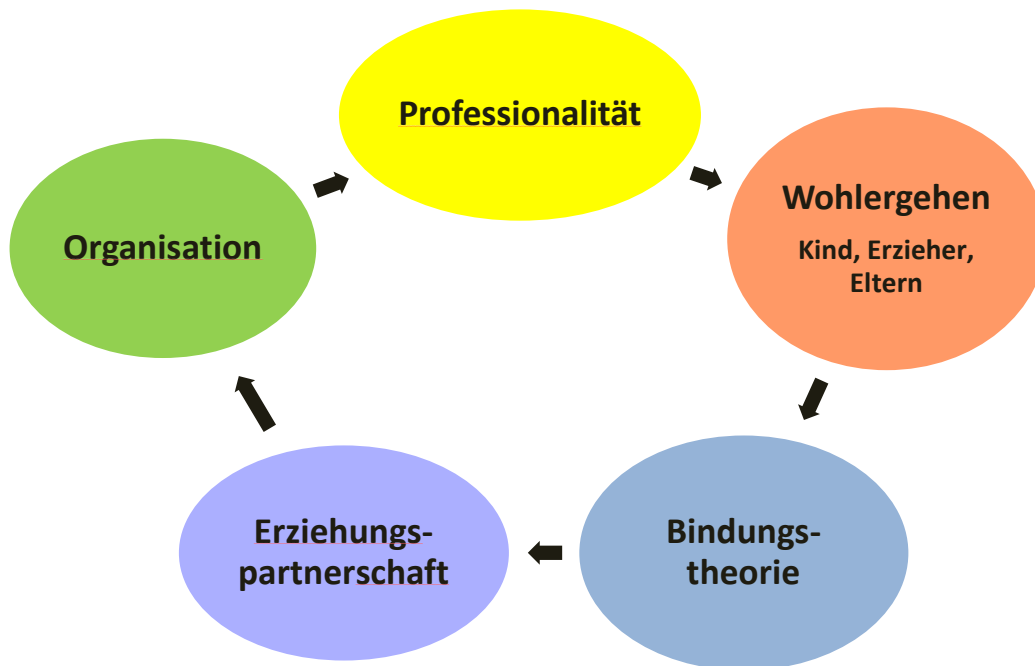 Professionalität
Wohlergehen
Kind, Erzieher,
Eltern
Bindungs-
theorie
Erziehungs-
partnerschaft
Organisation